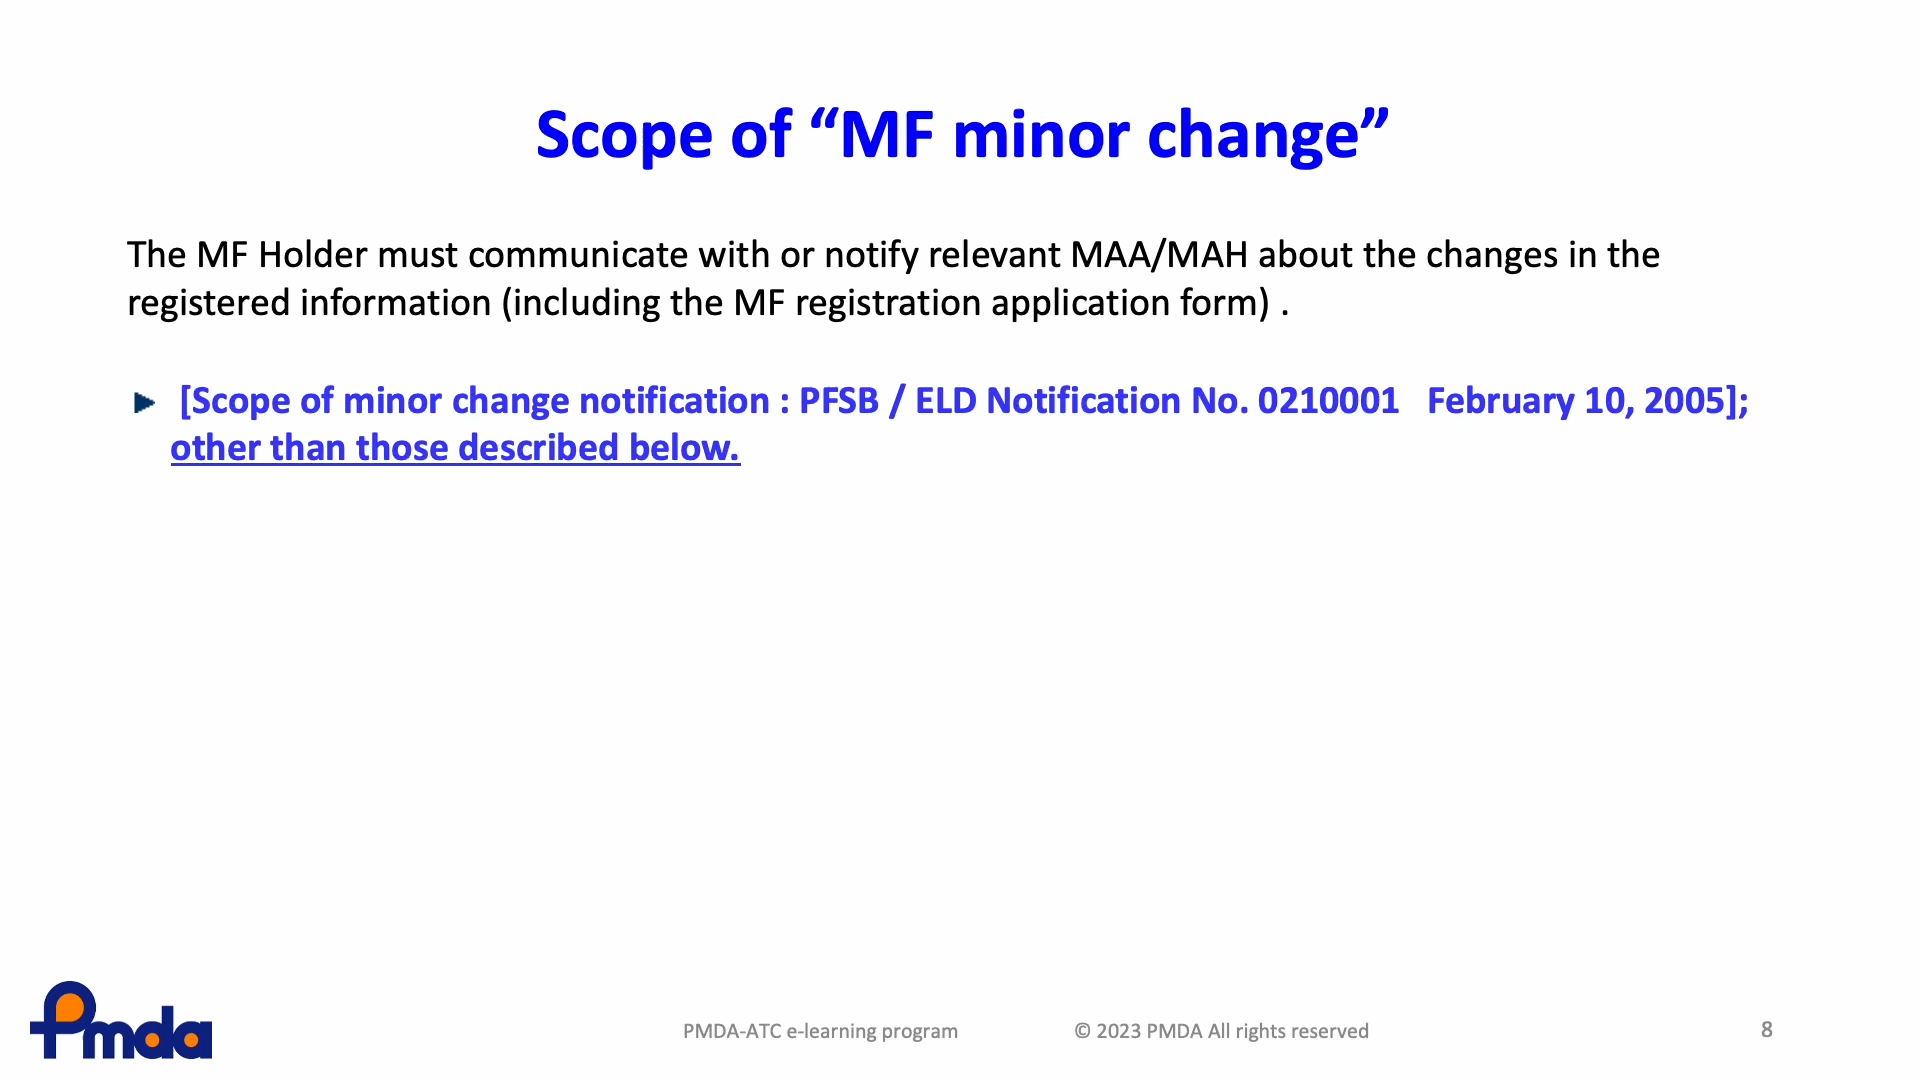 Scope of “MF minor change”
The MF Holder must communicate with or notify relevant MAA/MAH about the changes in the
registered information (including the MF registration application form) .
► [Scope of minor change notification : PFSB / ELD Notification No. 0210001 February 10, 2005];
other than those described below.
Pmda
PMDA-ATC e-learning program © 2023 PMDA All rights reserved 8